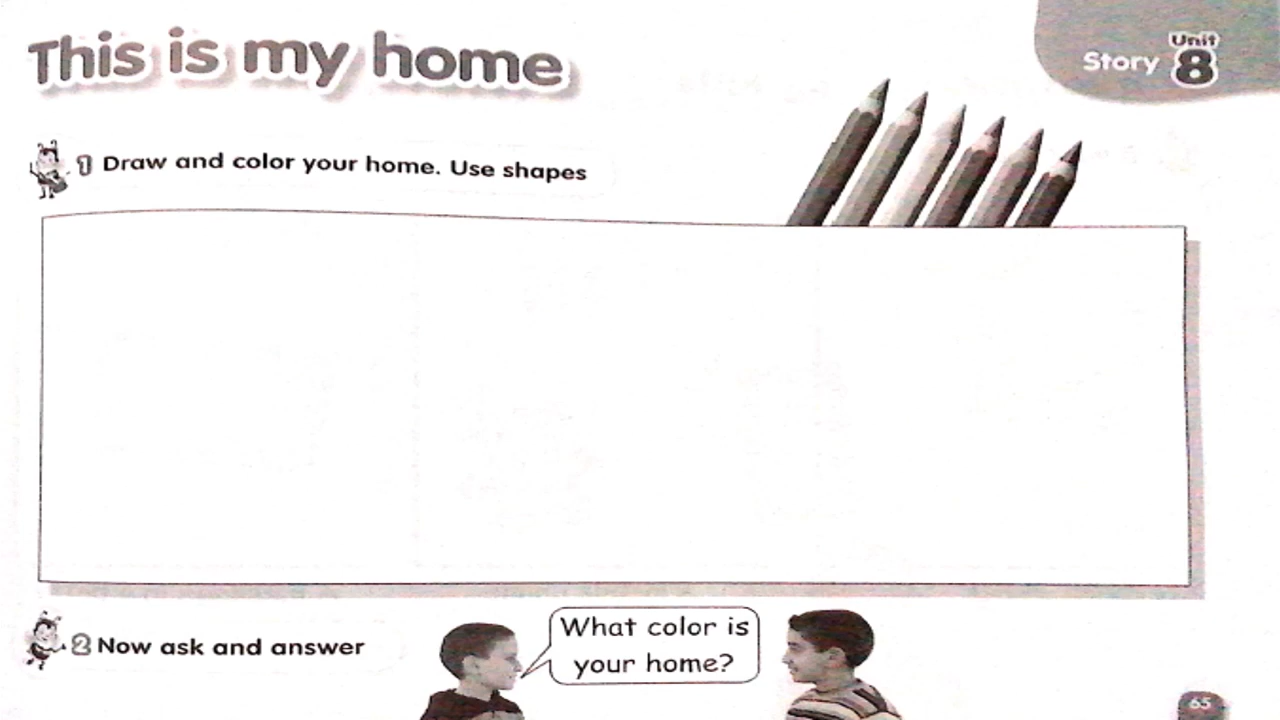 This is my home
Unit
Story 8
1 Draw and color your home. Use shapes
2 Now ask and answer
What color is
your home?
65